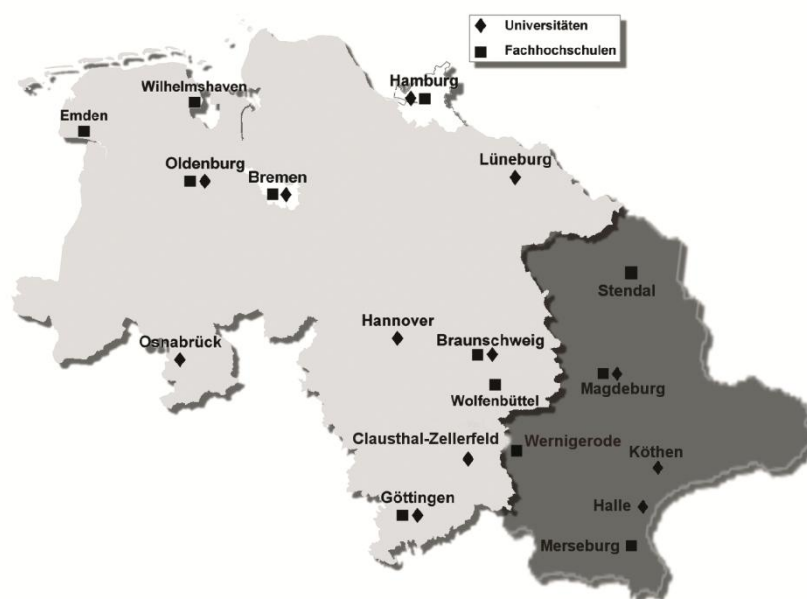 Universitäten
Fachhochschulen
Wilhelmshaven
Hamburg
Emden
Oldenburg
Bremen
Lüneburg
Stendal
Hannover
Osnabrück
Braunschweig
Magdeburg
Wolfenbüttel
Clausthal-Zellerfeld
Wernigerode
Köthen
Göttingen
Halle
Merseburg